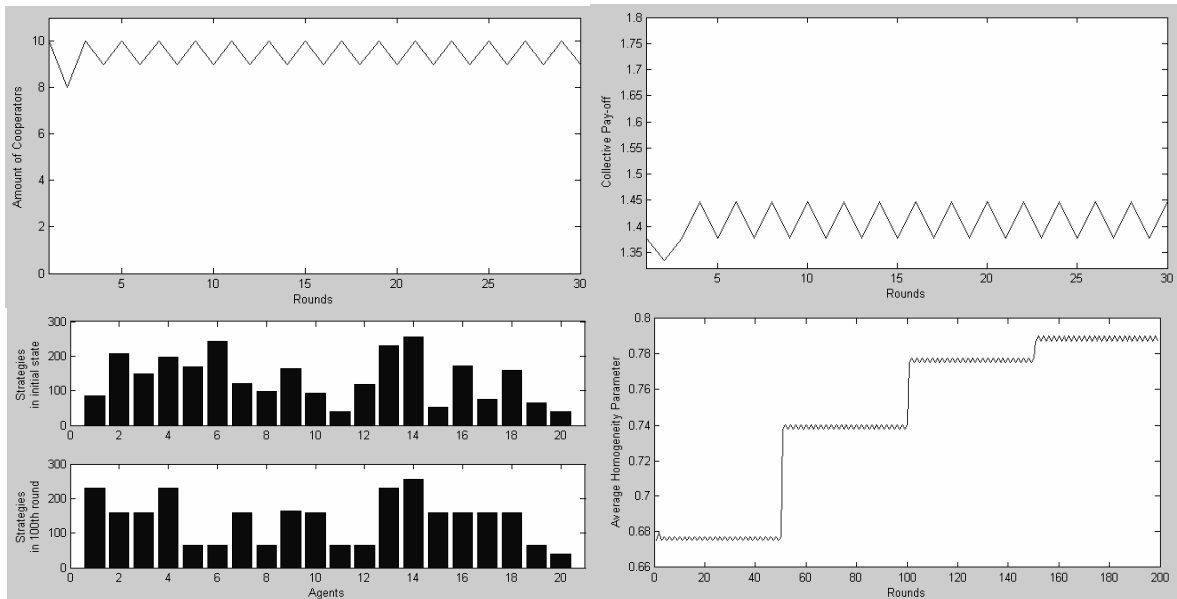 10
8
6
4
2
0
Amount of Cooperators
5 10 15 20 25 30
Rounds
1.8
1.75
1.7
1.65
1.6
1.55
1.5
1.45
1.4
1.35
Collective Pay-off
5 10 15 20 25 30
Rounds
300
200
100
0
Strategies
in initial state
0 2 4 6 8 10 12 14 16 18 20
300
200
100
0
Strategies
in 100th round
0 2 4 6 8 10 12 14 16 18 20
Agents
0.8
0.78
0.76
0.74
0.72
0.7
0.68
0.66
Average Homogeneity Parameter
0 20 40 60 80 100 120 140 160 180 200
Rounds